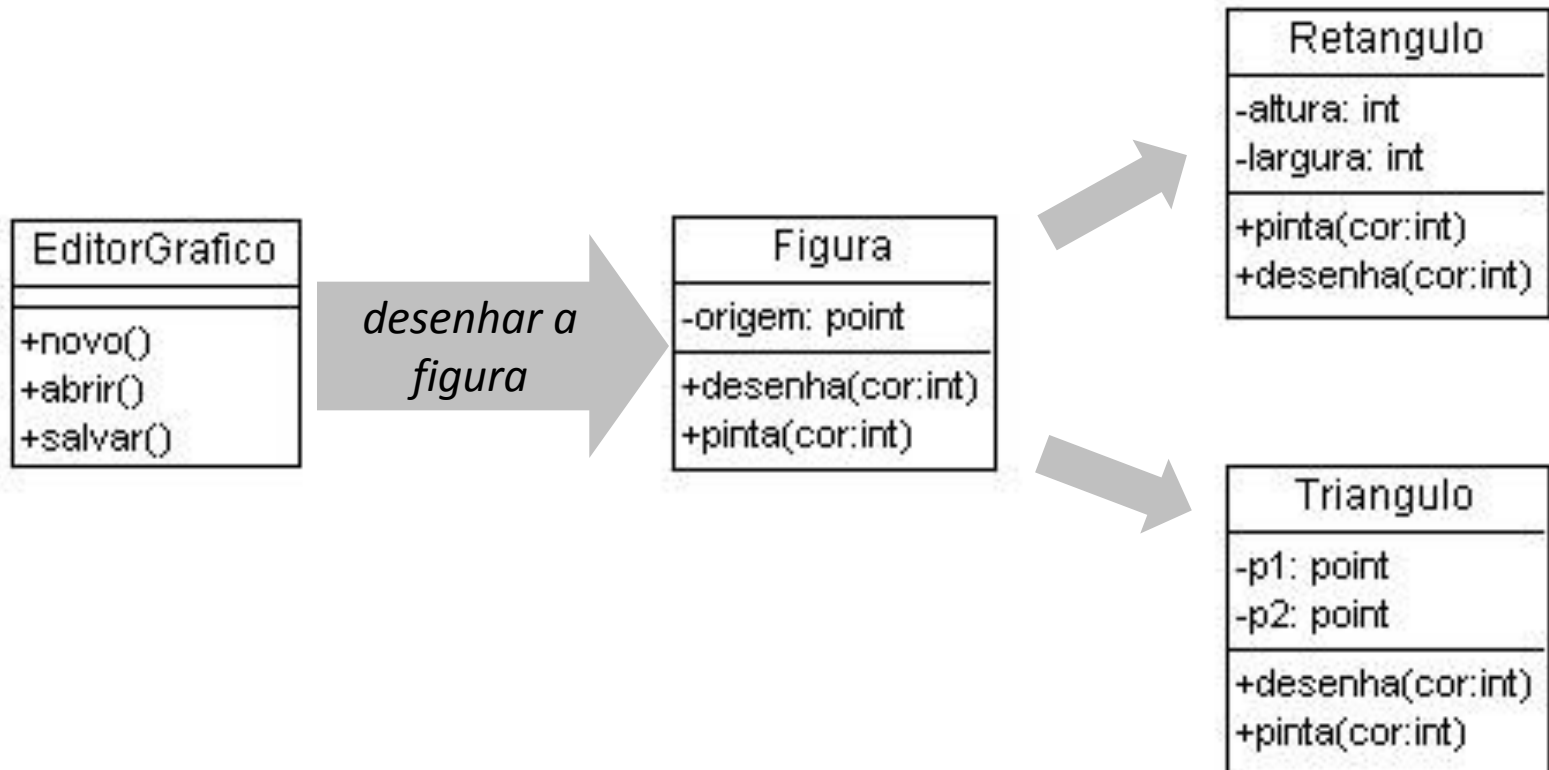 EditorGrafico
+novo()
+abrir()
+salvar()
desenhar a
figura
Figura
-origem: point
+desenha(cor:int)
+pinta(cor:int)
Retangulo
-altura: int
-largura: int
+pinta(cor:int)
+desenha(cor:int)
Triangulo
-p1: point
-p2: point
+desenha(cor:int)
+pinta(cor:int)